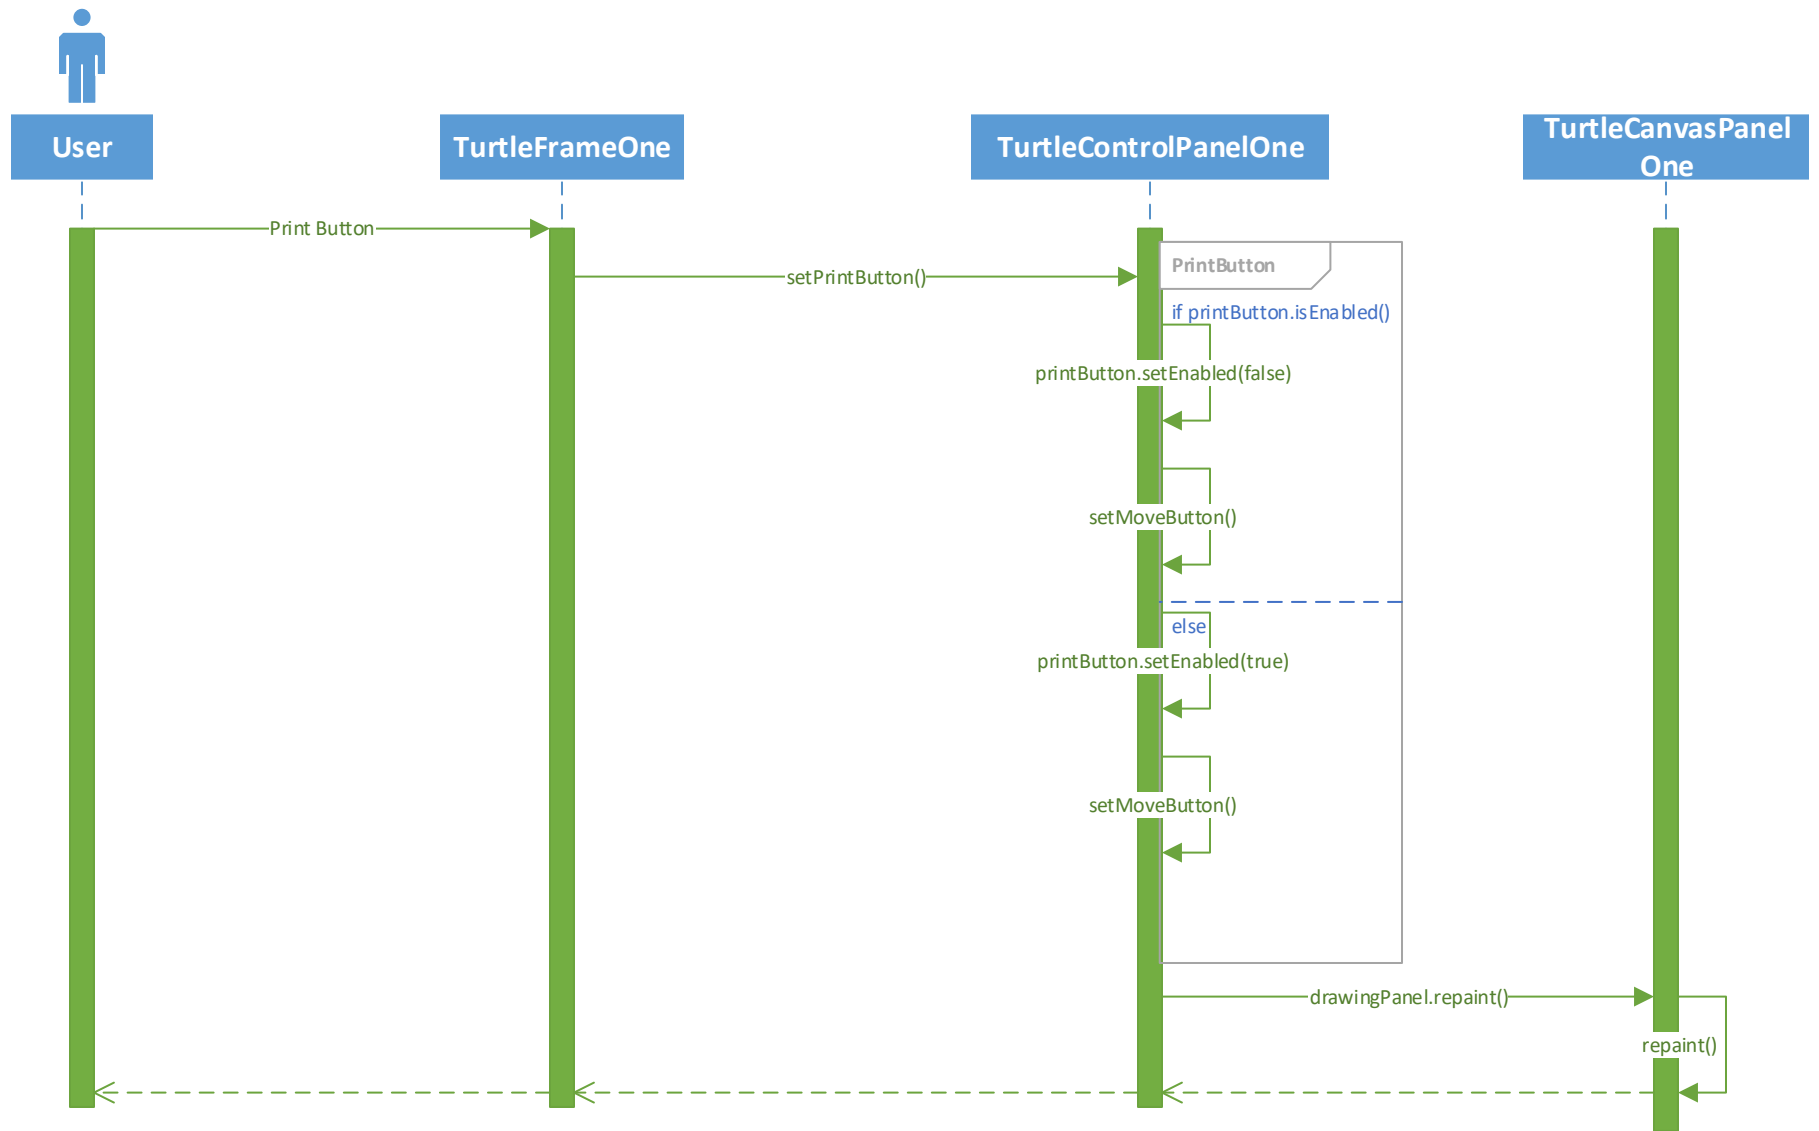 User
TurtleFrameOne
TurtleControlPanelOne
TurtleCanvasPanel
One
Print Button
setPrintButton()
PrintButton
if printButton.isEnabled()
printButton.setEnabled(false)
setMoveButton()
else
printButton.setEnabled(true)
setMoveButton()
drawingPanel.repaint()
repaint()